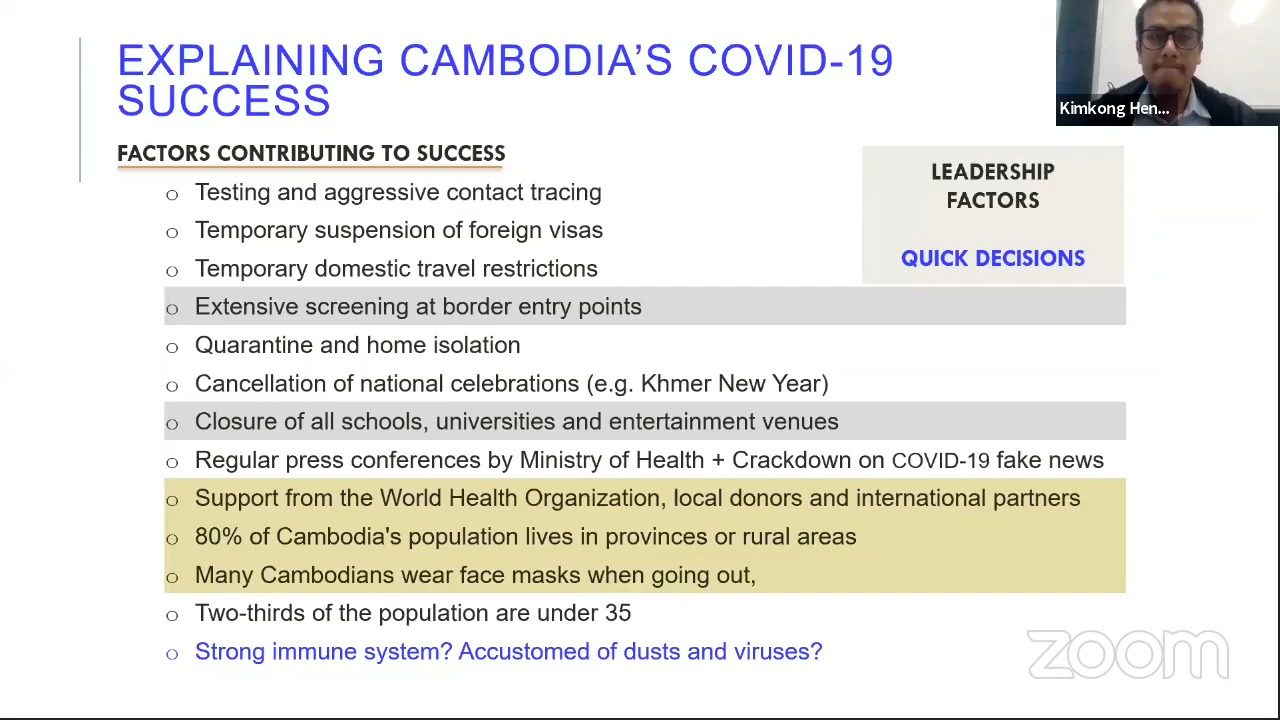 EXPLAINING CAMBODIA'S COVID-19
SUCCESS
Kimkong Hen...
FACTORS CONTRIBUTING TO SUCCESS
LEADERSHIP
FACTORS
QUICK DECISIONS
o Testing and aggressive contact tracing
o Temporary suspension of foreign visas
o Temporary domestic travel restrictions
o Extensive screening at border entry points
o Quarantine and home isolation
o Cancellation of national celebrations (e.g. Khmer New Year)
o Closure of all schools, universities and entertainment venues
o Regular press conferences by Ministry of Health + Crackdown on COVID-19 fake news
o Support from the World Health Organization, local donors and international partners
o 80% of Cambodia's population lives in provinces or rural areas
o Many Cambodians wear face masks when going out,
o Two-thirds of the population are under 35
o Strong immune system? Accustomed of dusts and viruses?
zoom